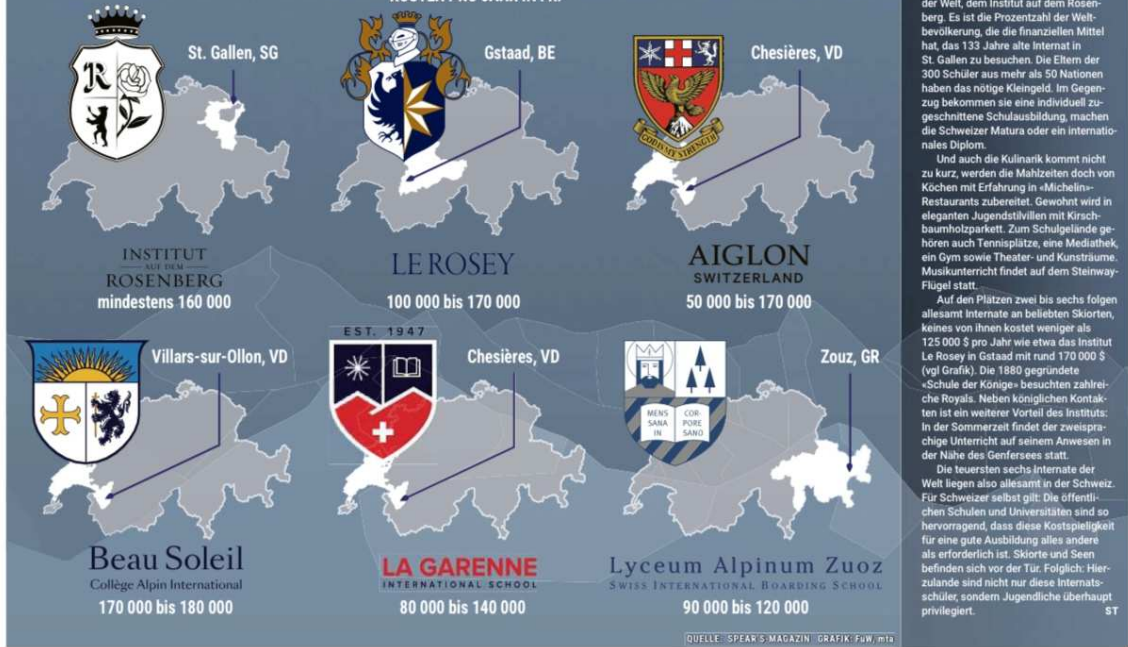 St. Gallen, SG
Gstaad, BE
Chesières, VD
R
GOD IS MY STRENGTH
INSTITUT
AUF DEM
ROSENBERG
mindestens 160 000
LE ROSEY
100 000 bis 170 000
AIGLON
SWITZERLAND
50 000 bis 170 000
EST. 1947
Villars-sur-Ollon, VD
Chesières, VD
Zouz, GR
MENS
SANA
IN
COR-
PORE
SANO
Beau Soleil
Collège Alpin International
170 000 bis 180 000
LA GARENNE
INTERNATIONAL SCHOOL
80 000 bis 140 000
Lyceum Alpinum Zuoz
SWISS INTERNATIONAL BOARDING SCHOOL
90 000 bis 120 000
QUELLE: SPEAR'S-MAGAZIN GRAFIK: FuW, mta
der Welt, dem Institut auf dem Rosen-
berg. Es ist die Prozentzahl der Welt-
bevölkerung, die die finanziellen Mittel
hat, das 133 Jahre alte Internat in
St. Gallen zu besuchen. Die Eltern der
300 Schüler aus mehr als 50 Nationen
haben das nötige Kleingeld. Im Gegen-
zug bekommen sie eine individuell zu-
geschnittene Schulausbildung, machen
die Schweizer Matura oder ein internatio-
nales Diplom.
Und auch die Kulinarik kommt nicht
zu kurz, werden die Mahlzeiten doch von
Köchen mit Erfahrung in «Michelin»-
Restaurants zubereitet. Gewohnt wird in
eleganten Jugendstilvillen mit Kirsch-
baumholzparkett. Zum Schulgelände ge-
hören auch Tennisplätze, eine Mediathek,
ein Gym sowie Theater- und Kunsträume.
Musikunterricht findet auf dem Steinway-
Flügel statt.
Auf den Plätzen zwei bis sechs folgen
allesamt Internate an beliebten Skiorten,
keines von ihnen kostet weniger als
125 000 $ pro Jahr wie etwa das Institut
Le Rosey in Gstaad mit rund 170 000 $
(vgl Grafik). Die 1880 gegründete
«Schule der Könige» besuchten zahlrei-
che Royals. Neben königlichen Kontak-
ten ist ein weiterer Vorteil des Instituts:
In der Sommerzeit findet der zweispra-
chige Unterricht auf seinem Anwesen in
der Nähe des Genfersees statt.
Die teuersten sechs Internate der
Welt liegen also allesamt in der Schweiz.
Für Schweizer selbst gilt: Die öffentli-
chen Schulen und Universitäten sind so
hervorragend, dass diese Kostspieligkeit
für eine gute Ausbildung alles andere
als erforderlich ist. Skiorte und Seen
befinden sich vor der Tür. Folglich: Hier-
zulande sind nicht nur diese Internats-
schüler, sondern Jugendliche überhaupt
privilegiert. ST